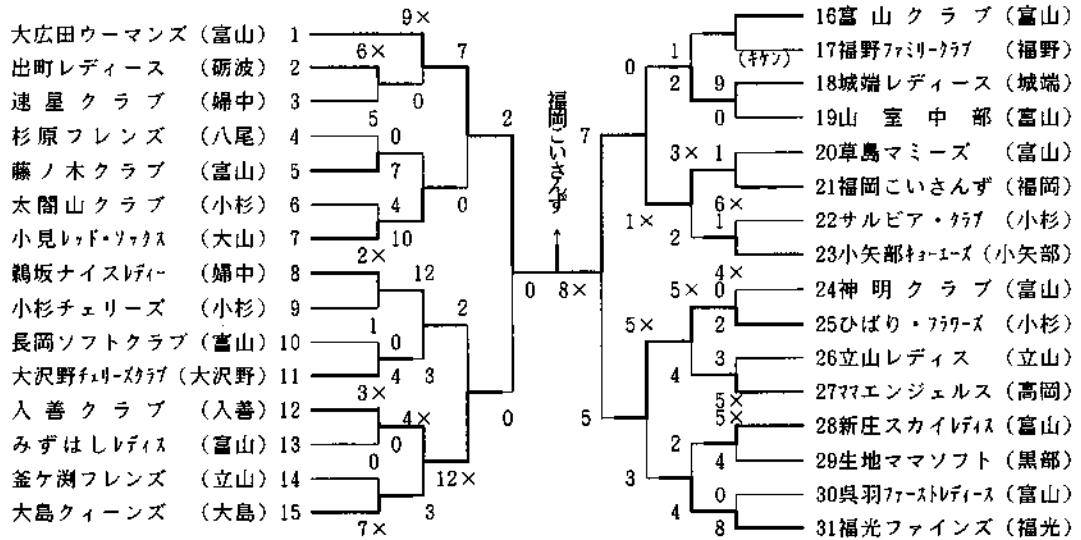 大広田ウーマンズ（富山） 1
出町レディース（砺波） 2
速星クラブ（婦中） 3
杉原フレンズ（八尾） 4
藤ノ木クラブ（富山） 5
太閤山クラブ（小杉） 6
小見レッド・ソックス（大山） 7
鵜坂ナイスレディー（婦中） 8
小杉チェリーズ（小杉） 9
長岡ソフトクラブ（富山） 10
大沢野チェリーズクラブ（大沢野） 11
入善クラブ（入善） 12
みずはしレディス（富山） 13
釜ケ渕フレンズ（立山） 14
大島クィーンズ（大島） 15
9×
6×
0
5
7
0
7
4
10
0
2
2×
12
1
0
4
3
2
3×
0
4×
0
7×
3
12×
0
0
福岡こいさんず
8×
7
0
1
(キケン)
2
9
0
3×
1
6×
1
4×
2
1×
5
5×
5×
0
2
3
5×
4
5×
4
2
0
8
4
3
16富山クラブ（富山）
17福野ファミリークラブ（福野）
18城端レディース（城端）
19山室中部（富山）
20草島マミーズ（富山）
21福岡こいさんず（福岡）
22サルビア・クラブ（小杉）
23小矢部キョーエーズ（小矢部）
24神明クラブ（富山）
25ひばり・フラワーズ（小杉）
26立山レディス（立山）
27ママエンジェルス（高岡）
28新庄スカイレディス（富山）
29生地ママソフト（黒部）
30呉羽ファーストレディース（富山）
31福光ファインズ（福光）